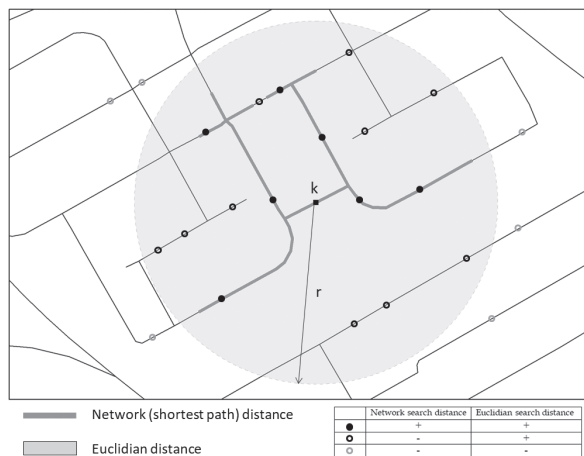 k
r
Network (shortest path) distance
Euclidian distance
Network search distance Euclidian search distance
+ +
- +
- -